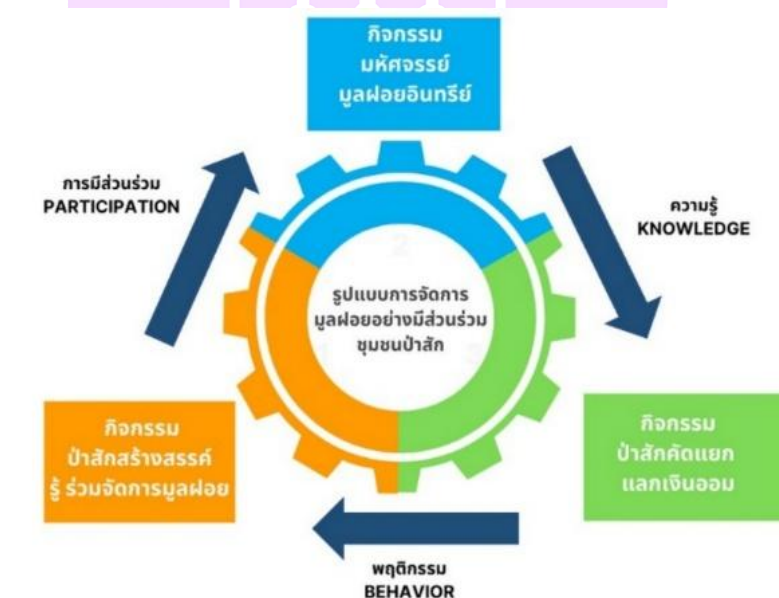 กิจกรรม
มหัศจรรย์
มูลฝอยอินทรีย์
การมีส่วนร่วม
PARTICIPATION
ความรู้
KNOWLEDGE
2
รูปแบบการจัดการ
มูลฝอยอย่างมีส่วนร่วม
ชุมชนป่าสัก
1
3
กิจกรรม
ป่าสักสร้างสรรค์
รู้ ร่วมจัดการมูลฝอย
กิจกรรม
ป่าสักคัดแยก
แลกเงินออม
พฤติกรรม
BEHAVIOR